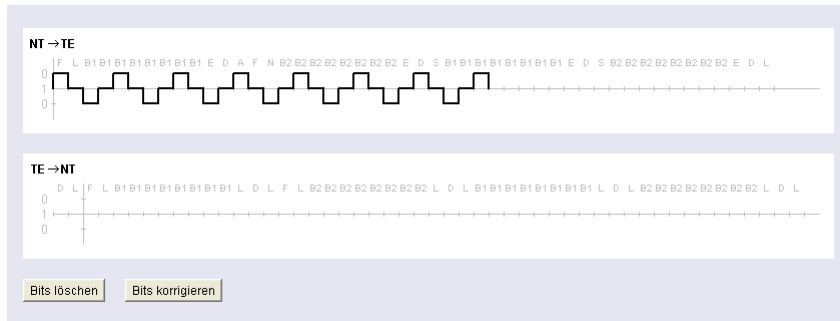 NT →TE
F L B1 B1 B1 B1 B1 B1 B1 B1 E D A F N B2 B2 B2 B2 B2 B2 B2 B2 E D S B1 B1 B1 B1 B1 B1 B1 B1 E D S B2 B2 B2 B2 B2 B2 B2 B2 E D L
0
1
0
TE →NT
D L F L B1 B1 B1 B1 B1 B1 B1 B1 L D L F L B2 B2 B2 B2 B2 B2 B2 B2 L D L B1 B1 B1 B1 B1 B1 B1 B1 L D L B2 B2 B2 B2 B2 B2 B2 B2 L D L
0
1
0
Bits löschen Bits korrigieren